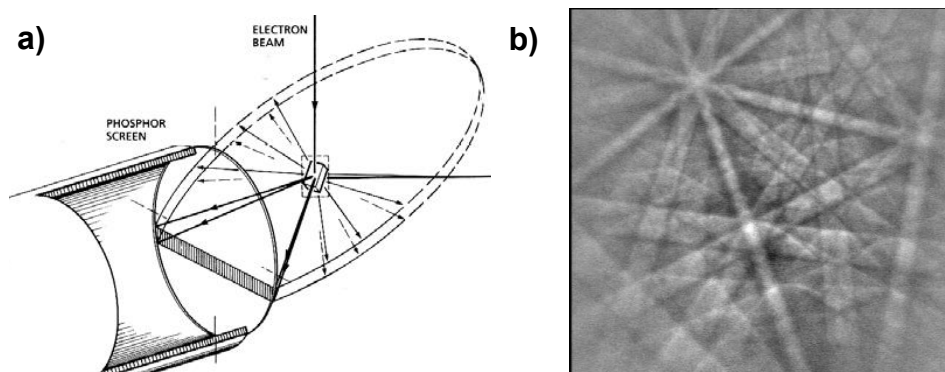 a)
ELECTRON
BEAM
PHOSPHOR
SCREEN
b)